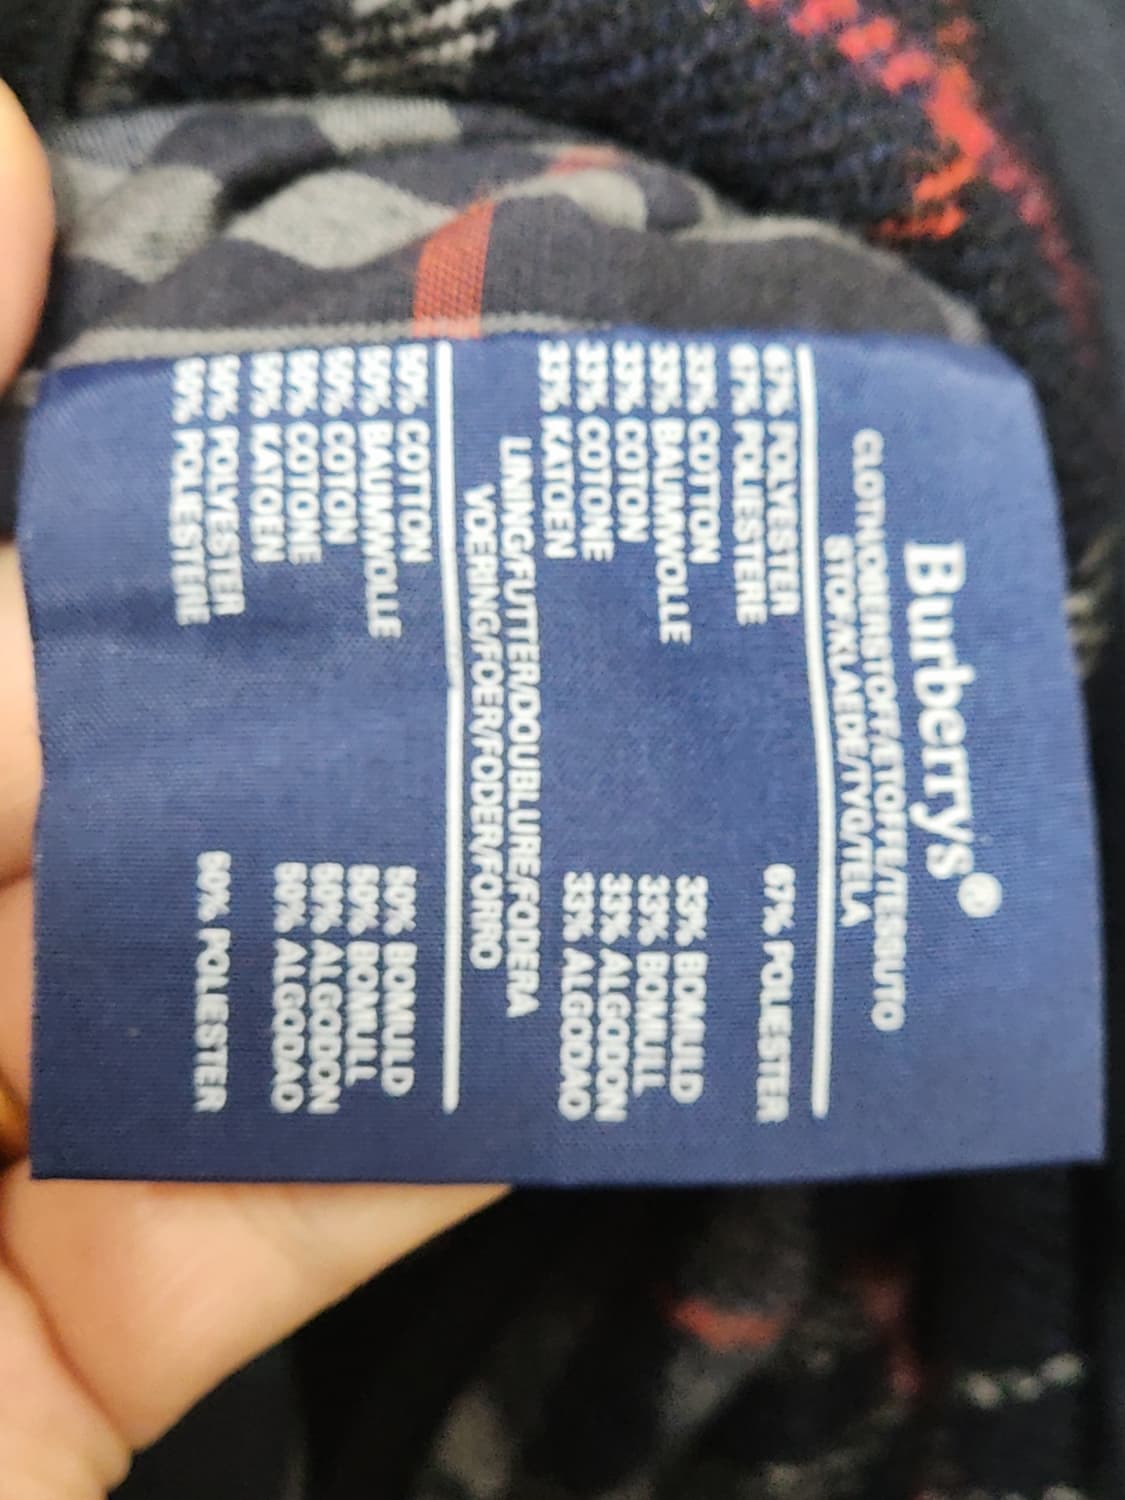 Burberrys®
CLOTH/OBERSTOFF/ETOFFE/TESSUTO
STOF/KLAEDE/TYG/TELA
67% POLYESTER 67% POLIESTER
67% POLIESTERE
33% COTTON 33% BOMULD
33% BAUMWOLLE 33% BOMULL
33% COTON 33% ALGODON
33% COTONE 33% ALGODAO
33% KATOEN
LINING/FUTTER/DOUBLURE/FODERA
VOERING/FOER/FODER/FORRO
50% COTTON 50% BOMULD
50% BAUMWOLLE 50% BOMULL
50% COTON 50% ALGODON
50% COTONE 50% ALGODAO
50% KATOEN
50% POLYESTER 50% POLIESTER
50% POLIESTERE